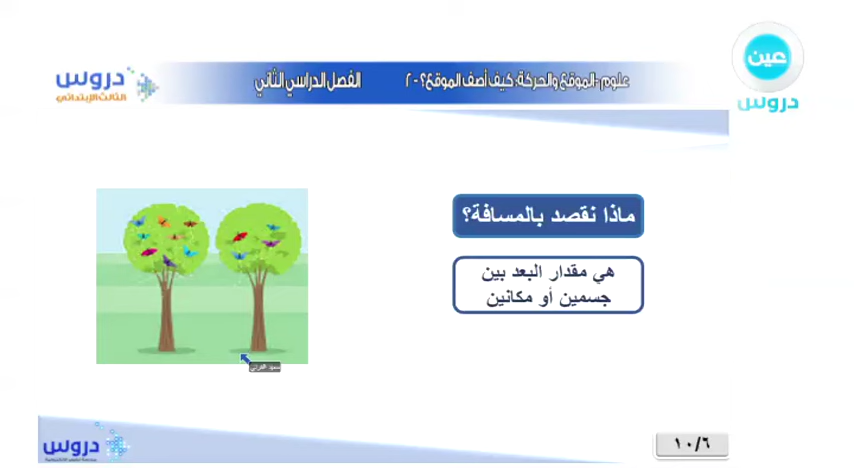 عين
دروس
علوم :الموقع والحركة: كيف أصف الموقع؟ - ٢
الفصل الدراسي الثاني
دروس
الثالث الإبتدائي
ماذا نقصد بالمسافة؟
هي مقدار البعد بين
جسمين أو مكانين
دروس
١٠/٦